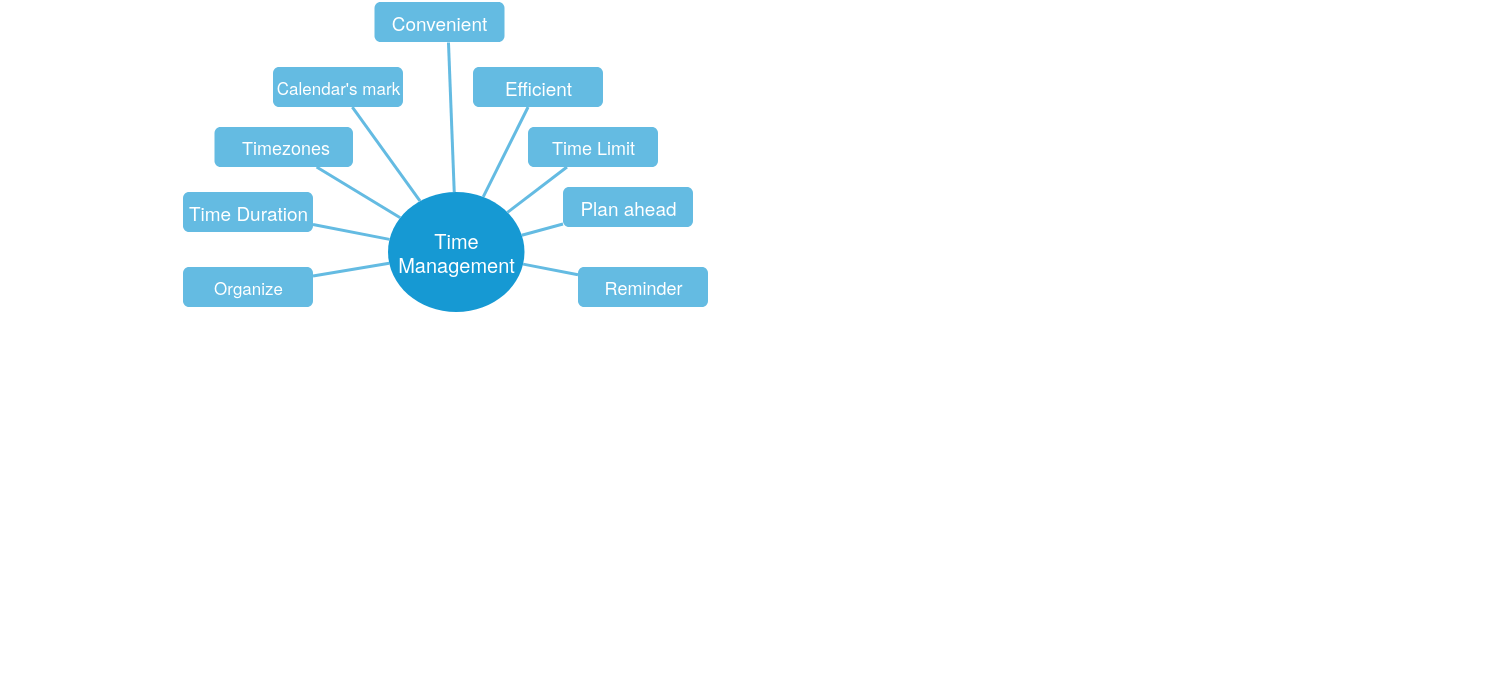 Convenient
Calendar's mark
Efficient
Timezones
Time Limit
Time Duration
Plan ahead
Time
Management
Organize
Reminder